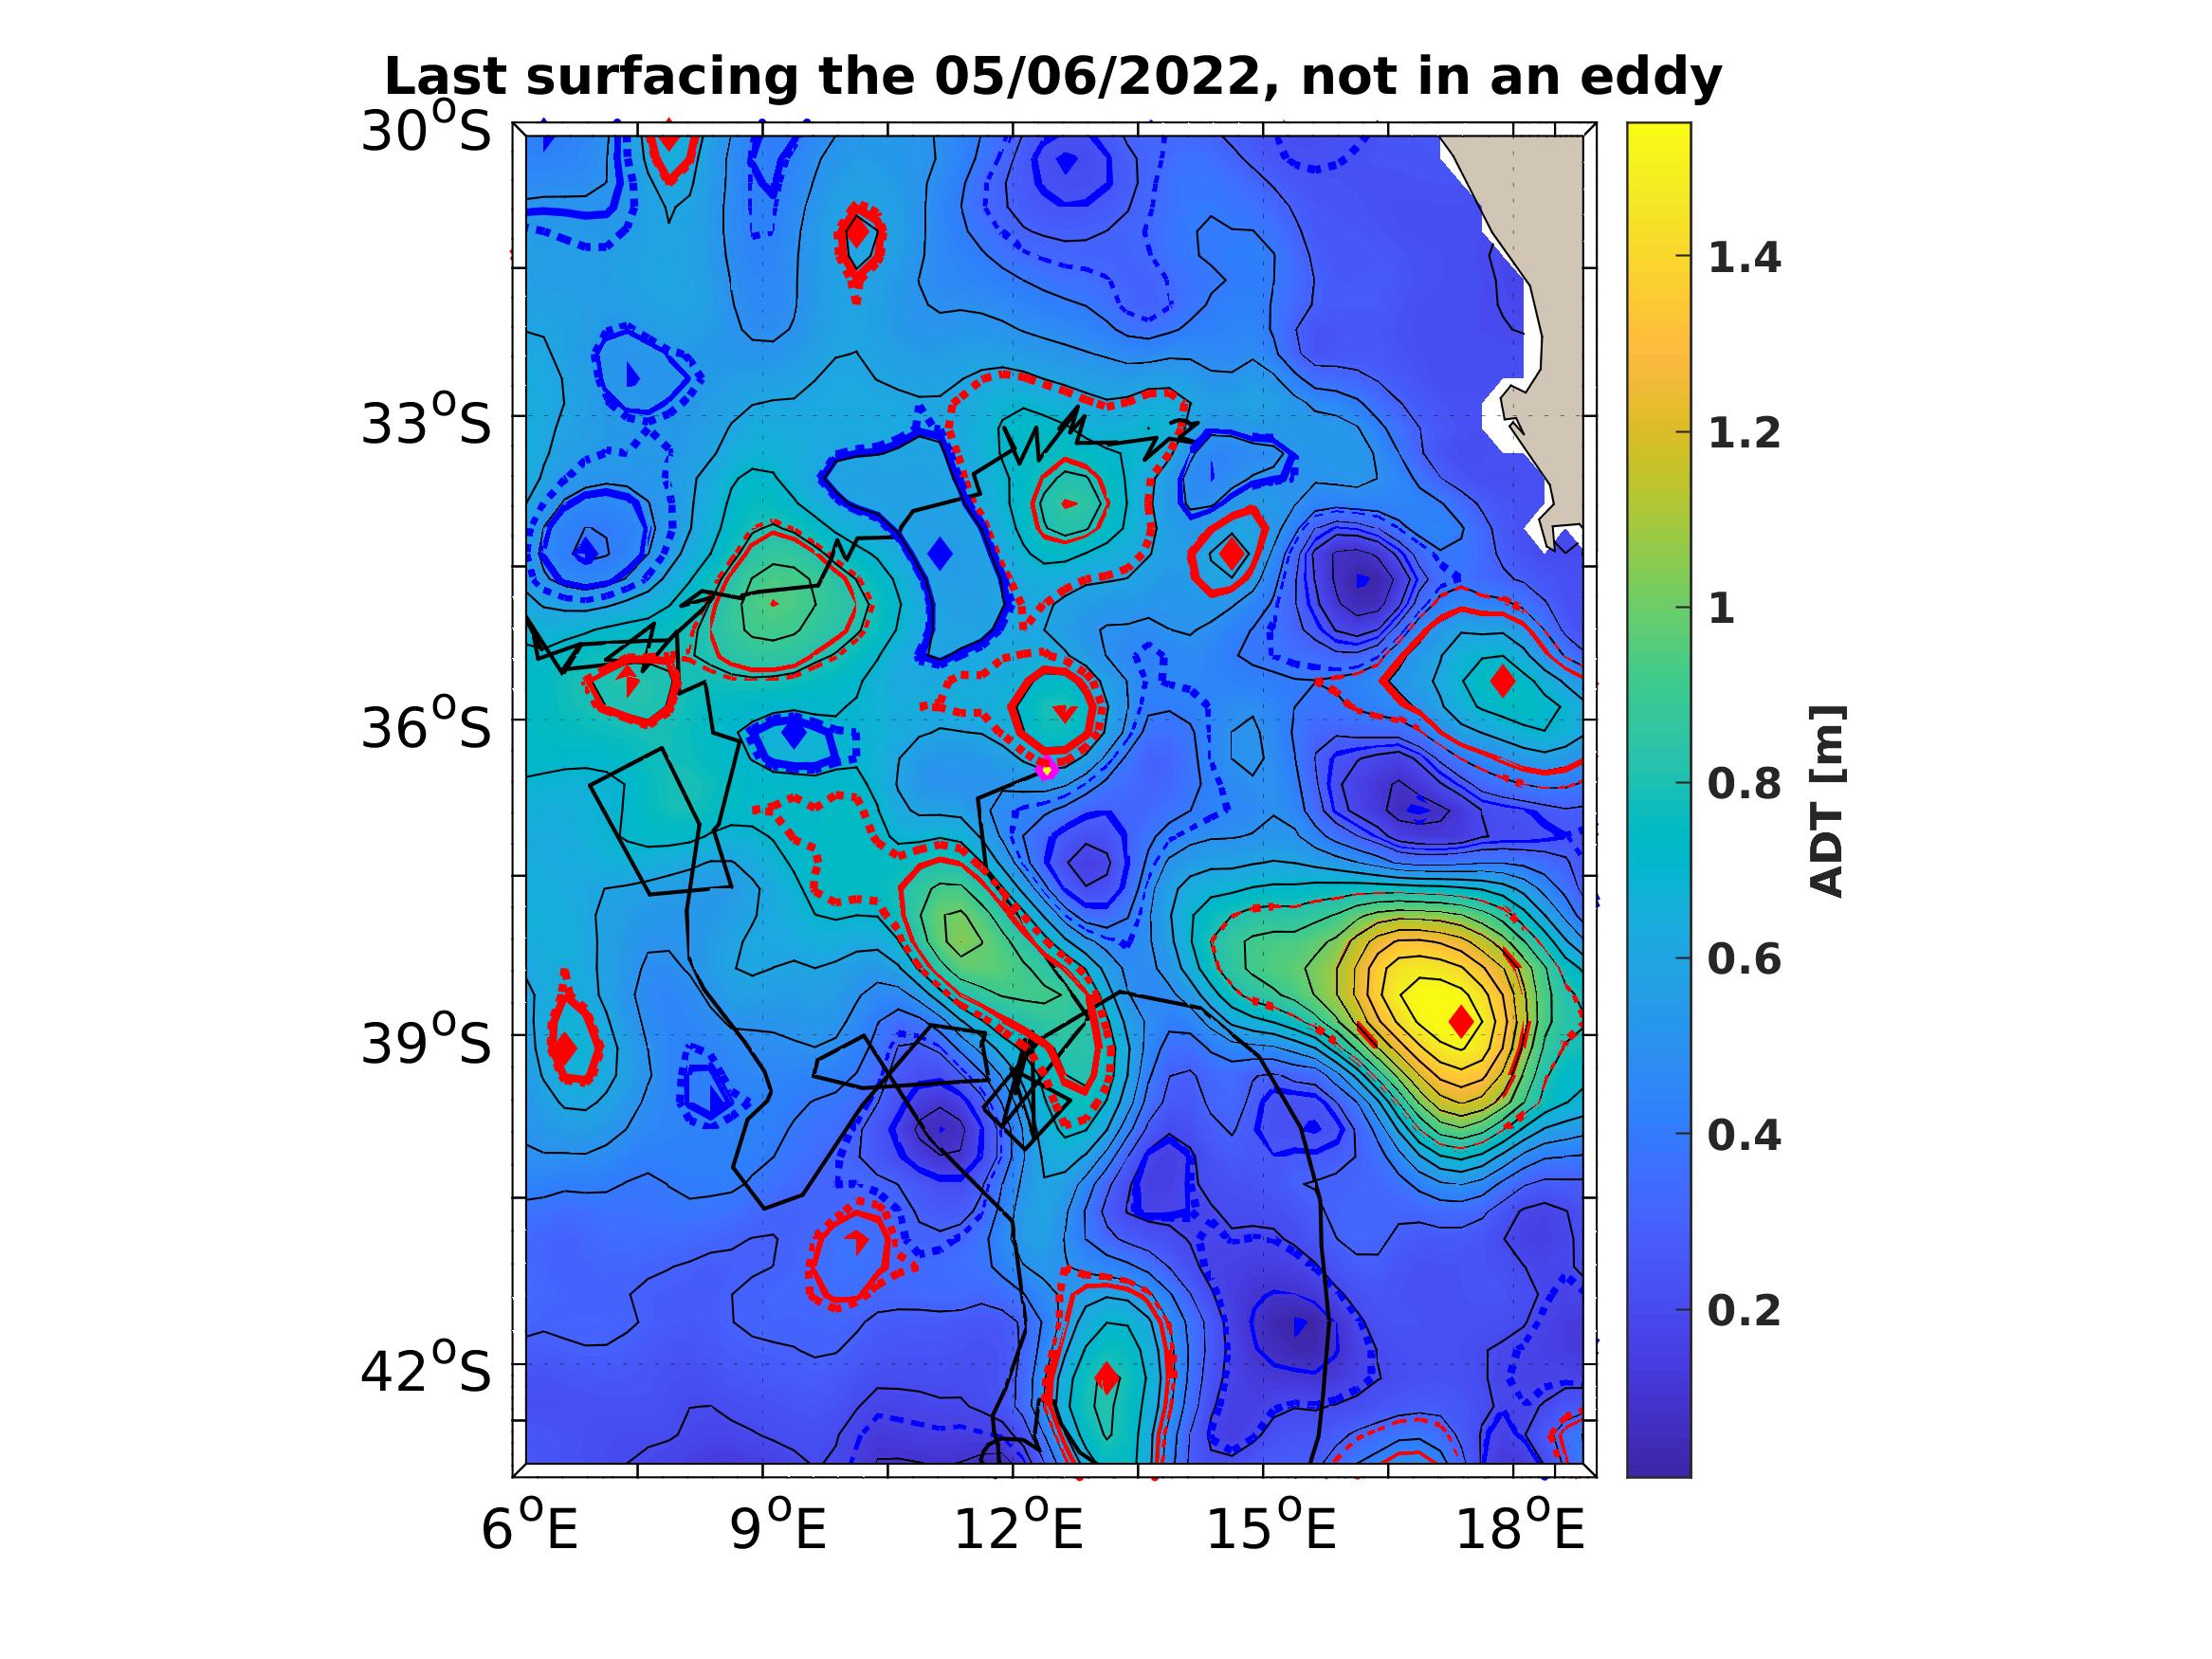 Last surfacing the 05/06/2022, not in an eddy
30°S
33°S
36°S
39°S
42°S
6°E
9°E
12°E
15°E
18°E
1.4
1.2
1
0.8
0.6
0.4
0.2
ADT [m]